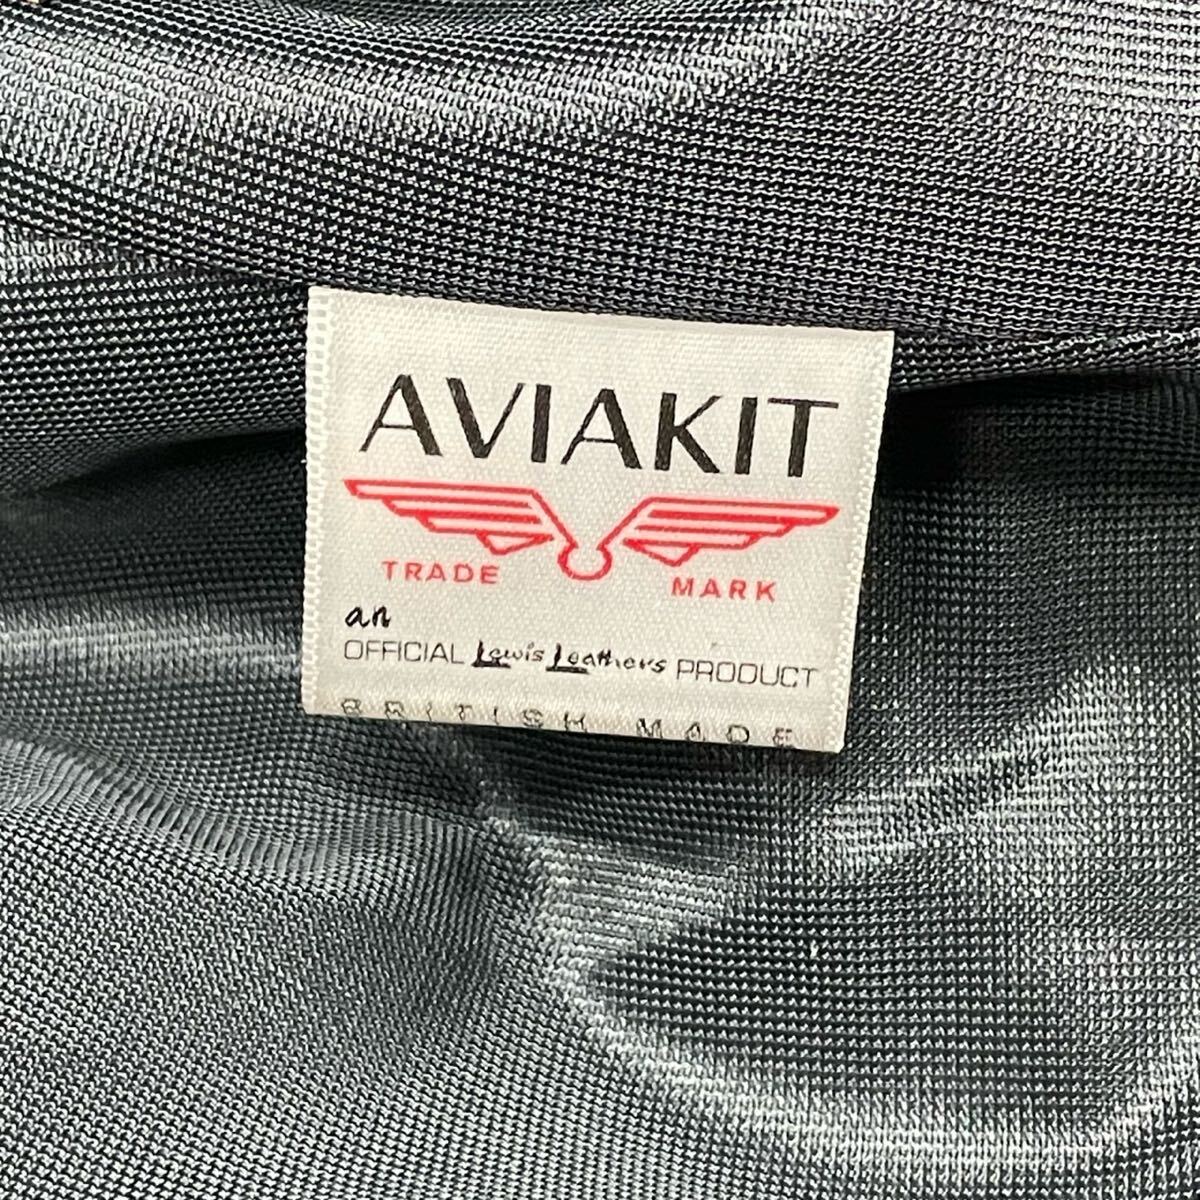 AVIAKIT
TRADE MARK
an
OFFICIAL Lewis Leathers PRODUCT
BRITISH MADE